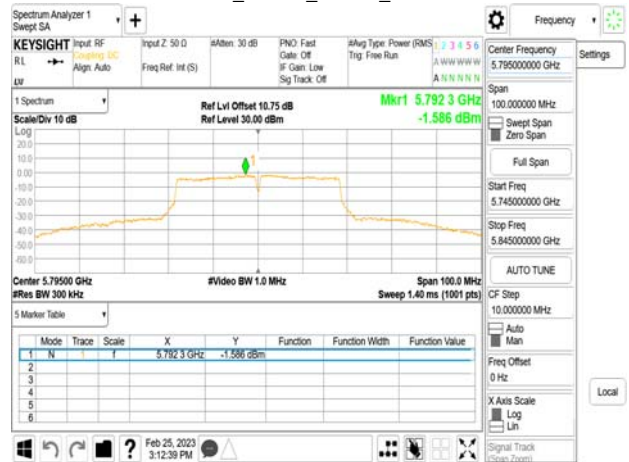 Spectrum Analyzer 1
Swept SA
+
Frequency
KEYSIGHT
RL
Input: RF
Coupling: DC
Align: Auto
Input Z: 50 Ω
Freq Ref: Int (S)
#Atten: 30 dB
PNO: Fast
Gate: Off
IF Gain: Low
Sig Track: Off
#Avg Type: Power (RMS)
Trig: Free Run
1 2 3 4 5 6
A W W W W W
A N N N N N
1 Spectrum
Scale/Div 10 dB
Ref Lvl Offset 10.75 dB
Ref Level 30.00 dBm
Mkr1 5.792 3 GHz
-1.586 dBm
Log
20.0
10.0
0.00
-10.0
-20.0
-30.0
-40.0
-50.0
-60.0
1
Center 5.79500 GHz
#Res BW 300 kHz
#Video BW 1.0 MHz
Span 100.0 MHz
Sweep 1.40 ms (1001 pts)
5 Marker Table
Mode Trace Scale X Y Function Function Width Function Value
1 N 1 f 5.792 3 GHz -1.586 dBm
2
3
4
5
6
Feb 25, 2023
3:12:39 PM
?
Center Frequency
5.795000000 GHz
Settings
Span
100.000000 MHz
Swept Span
Zero Span
Full Span
Start Freq
5.745000000 GHz
Stop Freq
5.845000000 GHz
AUTO TUNE
CF Step
10.000000 MHz
Auto
Man
Freq Offset
0 Hz
X Axis Scale
Log
Lin
Local
Signal Track
(Span Zoom)